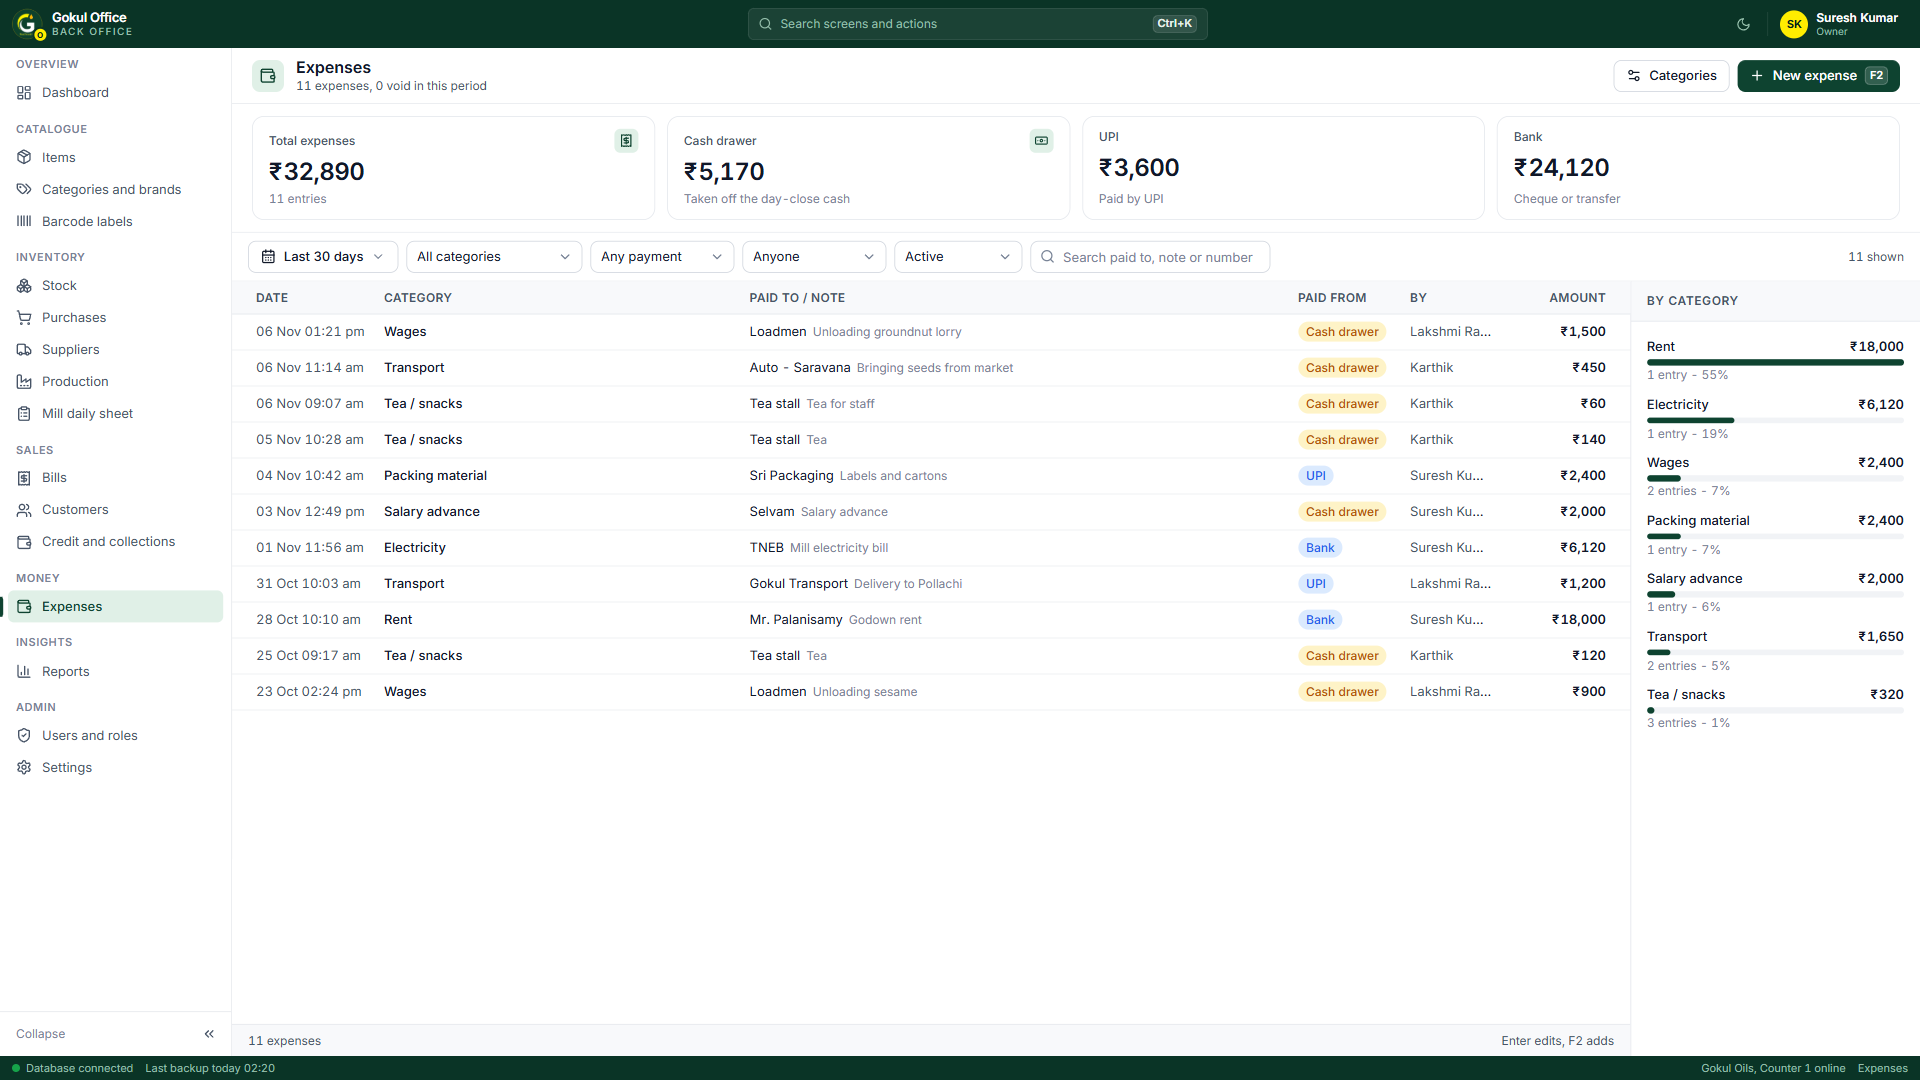 Gokul Office
BACK OFFICE
Search screens and actions Ctrl+K
SK
Suresh Kumar
Owner
OVERVIEW
Dashboard
CATALOGUE
Items
Categories and brands
Barcode labels
INVENTORY
Stock
Purchases
Suppliers
Production
Mill daily sheet
SALES
Bills
Customers
Credit and collections
MONEY
Expenses
INSIGHTS
Reports
ADMIN
Users and roles
Settings
Collapse
Expenses
11 expenses, 0 void in this period
Categories
New expense F2
Total expenses
₹32,890
11 entries
Cash drawer
₹5,170
Taken off the day-close cash
UPI
₹3,600
Paid by UPI
Bank
₹24,120
Cheque or transfer
Last 30 days All categories Any payment Anyone Active Search paid to, note or number 11 shown
DATE CATEGORY PAID TO / NOTE PAID FROM BY AMOUNT
06 Nov 01:21 pm Wages Loadmen Unloading groundnut lorry Cash drawer Lakshmi Ra... ₹1,500
06 Nov 11:14 am Transport Auto - Saravana Bringing seeds from market Cash drawer Karthik ₹450
06 Nov 09:07 am Tea / snacks Tea stall Tea for staff Cash drawer Karthik ₹60
05 Nov 10:28 am Tea / snacks Tea stall Tea Cash drawer Karthik ₹140
04 Nov 10:42 am Packing material Sri Packaging Labels and cartons UPI Suresh Ku... ₹2,400
03 Nov 12:49 pm Salary advance Selvam Salary advance Cash drawer Suresh Ku... ₹2,000
01 Nov 11:56 am Electricity TNEB Mill electricity bill Bank Suresh Ku... ₹6,120
31 Oct 10:03 am Transport Gokul Transport Delivery to Pollachi UPI Lakshmi Ra... ₹1,200
28 Oct 10:10 am Rent Mr. Palanisamy Godown rent Bank Suresh Ku... ₹18,000
25 Oct 09:17 am Tea / snacks Tea stall Tea Cash drawer Karthik ₹120
23 Oct 02:24 pm Wages Loadmen Unloading sesame Cash drawer Lakshmi Ra... ₹900
11 expenses Enter edits, F2 adds
BY CATEGORY
Rent ₹18,000
1 entry - 55%
Electricity ₹6,120
1 entry - 19%
Wages ₹2,400
2 entries - 7%
Packing material ₹2,400
1 entry - 7%
Salary advance ₹2,000
1 entry - 6%
Transport ₹1,650
2 entries - 5%
Tea / snacks ₹320
3 entries - 1%
Database connected Last backup today 02:20 Gokul Oils, Counter 1 online Expenses